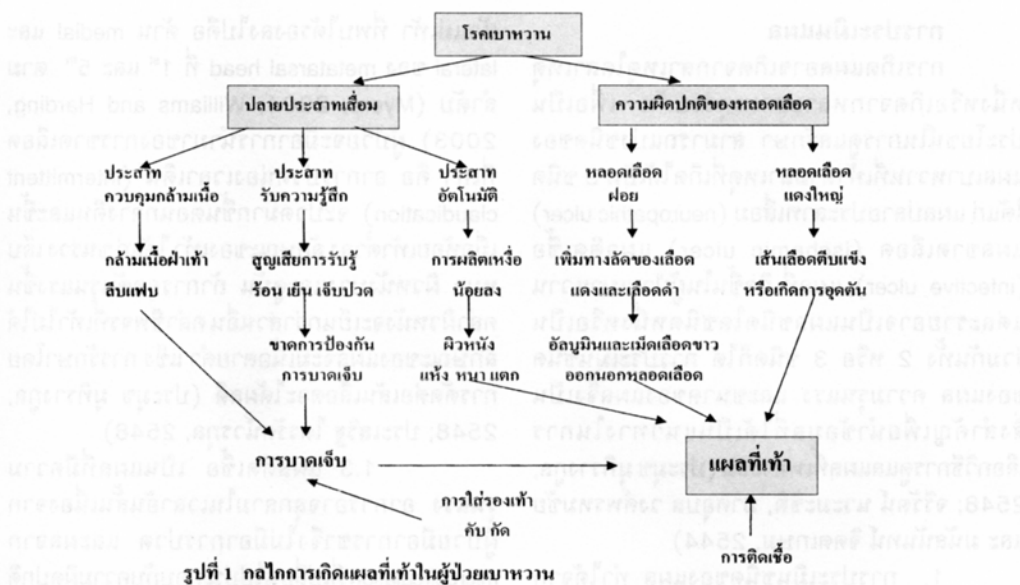 โรคเบาหวาน
ปลายประสาทเสื่อม
ความผิดปกติของหลอดเลือด
ประสาท
ควบคุมกล้ามเนื้อ
ประสาท
รับความรู้สึก
ประสาท
อัตโนมัติ
หลอดเลือด
ฝอย
หลอดเลือด
แดงใหญ่
กล้ามเนื้อฝ่าเท้า
ลีบแฟบ
สูญเสียการรับรู้
ร้อน เย็น เจ็บปวด
การผลิตเหงื่อ
น้อยลง
เพิ่มทางลัดของเลือด
แดงและเลือดดำ
เส้นเลือดตีบแข็ง
หรือเกิดการอุดตัน
ขาดการป้องกัน
การบาดเจ็บ
ผิวหนัง
แห้ง หนา แตก
อัลบูมินและเม็ดเลือดขาว
ออกนอกหลอดเลือด
การบาดเจ็บ
แผลที่เท้า
การใส่รองเท้า
คับ กัด
การติดเชื้อ
รูปที่ 1 กลไกการเกิดแผลที่เท้าในผู้ป่วยเบาหวาน